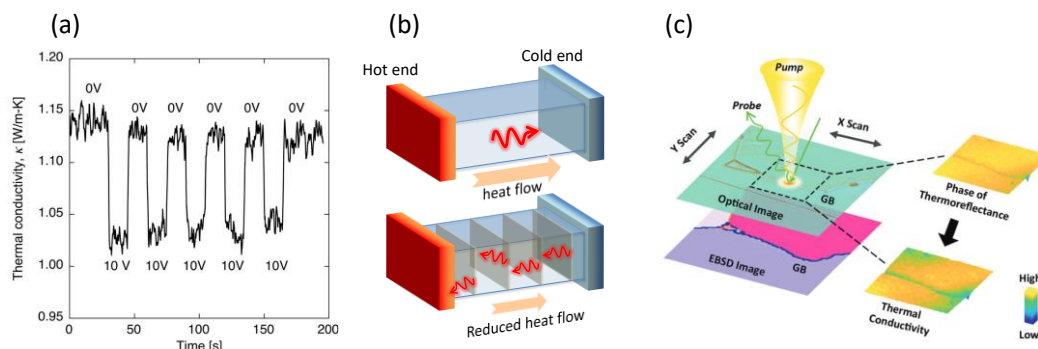 (a)
1.20
1.15
1.10
1.05
1.00
0.95
Thermal conductivity, κ [W/m-K]
0V
0V
0V
0V
0V
0V
10 V
10V
10V
10V
10V
0
50
100
150
200
Time [s]
(b)
Hot end
Cold end
heat flow
Reduced heat flow
(c)
Pump
Probe
X Scan
Y Scan
GB
Optical Image
EBSD Image
GB
Phase of
Thermoreflectance
Thermal
Conductivity
High
Low